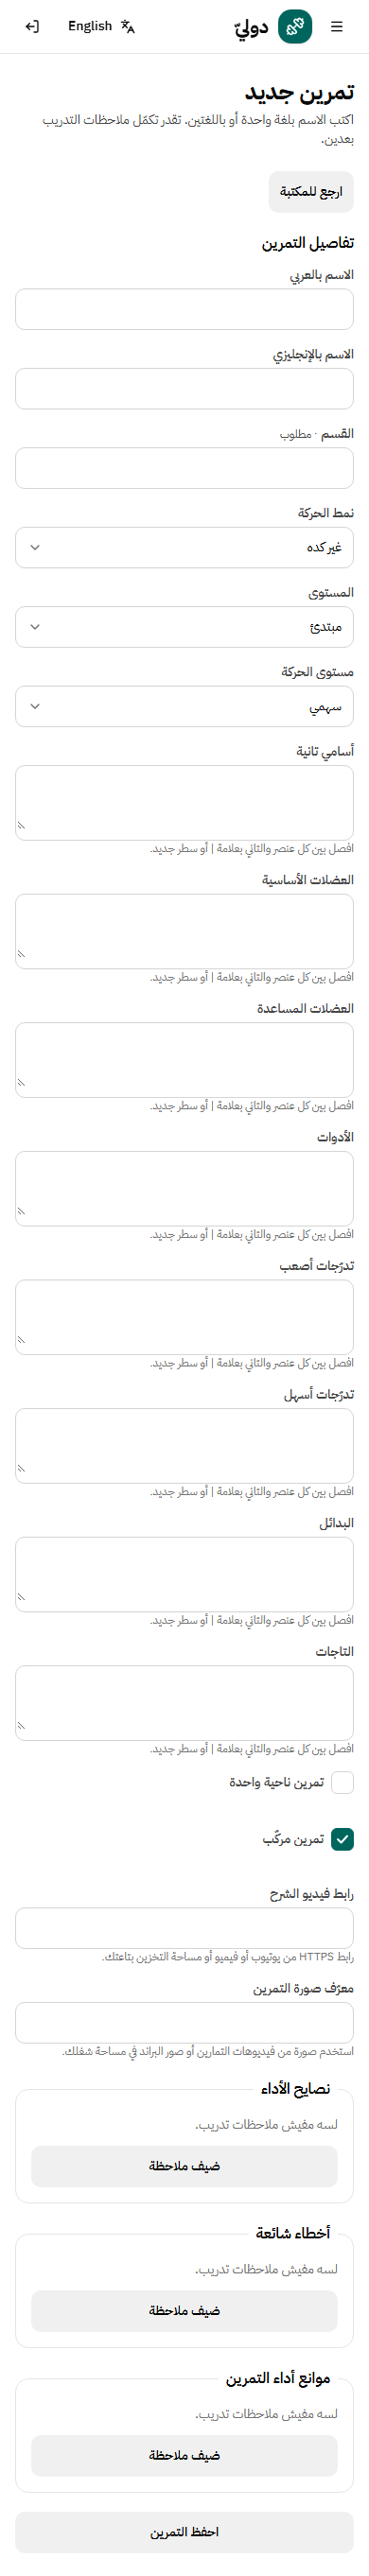 دوليّ
English
تمرين جديد
اكتب الاسم بلغة واحدة أو باللغتين. تقدر تكمّل ملاحظات التدريب
بعدين.
ارجع للمكتبة
تفاصيل التمرين
الاسم بالعربي
الاسم بالإنجليزي
القسم · مطلوب
نمط الحركة
غير كده
المستوى
مبتدئ
مستوى الحركة
سهمي
أسامي تانية
افصل بين كل عنصر والتاني بعلامة | أو سطر جديد.
العضلات الأساسية
افصل بين كل عنصر والتاني بعلامة | أو سطر جديد.
العضلات المساعدة
افصل بين كل عنصر والتاني بعلامة | أو سطر جديد.
الأدوات
افصل بين كل عنصر والتاني بعلامة | أو سطر جديد.
تدرّجات أصعب
افصل بين كل عنصر والتاني بعلامة | أو سطر جديد.
تدرّجات أسهل
افصل بين كل عنصر والتاني بعلامة | أو سطر جديد.
البدائل
افصل بين كل عنصر والتاني بعلامة | أو سطر جديد.
التاجات
افصل بين كل عنصر والتاني بعلامة | أو سطر جديد.
تمرين ناحية واحدة
تمرين مركّب
رابط فيديو الشرح
رابط HTTPS من يوتيوب أو فيميو أو مساحة التخزين بتاعتك.
معرّف صورة التمرين
استخدم صورة من فيديوهات التمارين أو صور البراند في مساحة شغلك.
نصايح الأداء
لسه مفيش ملاحظات تدريب.
ضيف ملاحظة
أخطاء شائعة
لسه مفيش ملاحظات تدريب.
ضيف ملاحظة
موانع أداء التمرين
لسه مفيش ملاحظات تدريب.
ضيف ملاحظة
احفظ التمرين